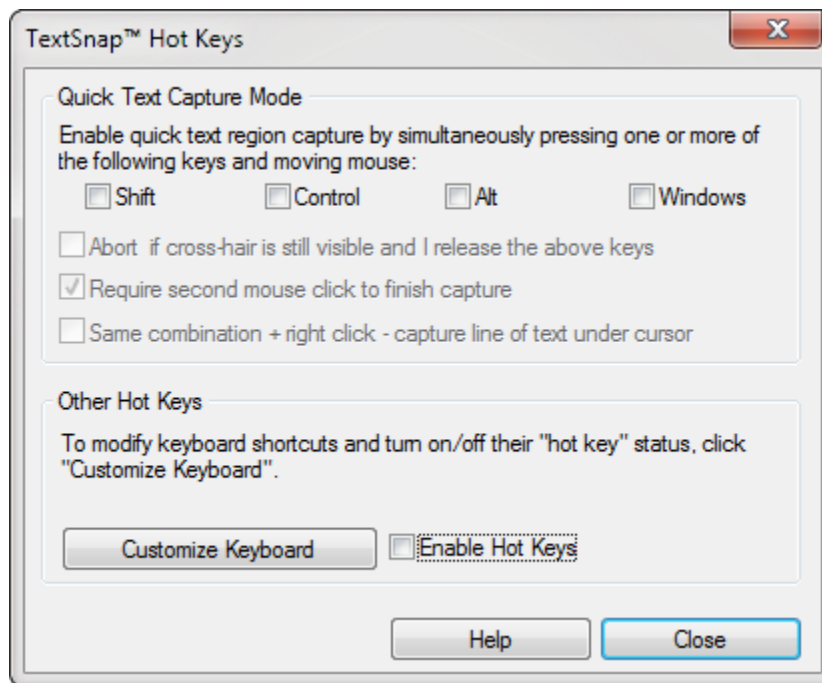 TextSnap™ Hot Keys
Quick Text Capture Mode
Enable quick text region capture by simultaneously pressing one or more of
the following keys and moving mouse:
Shift Control Alt Windows
Abort if cross-hair is still visible and I release the above keys
Require second mouse click to finish capture
Same combination + right click - capture line of text under cursor
Other Hot Keys
To modify keyboard shortcuts and turn on/off their "hot key" status, click
"Customize Keyboard".
Customize Keyboard Enable Hot Keys
Help Close